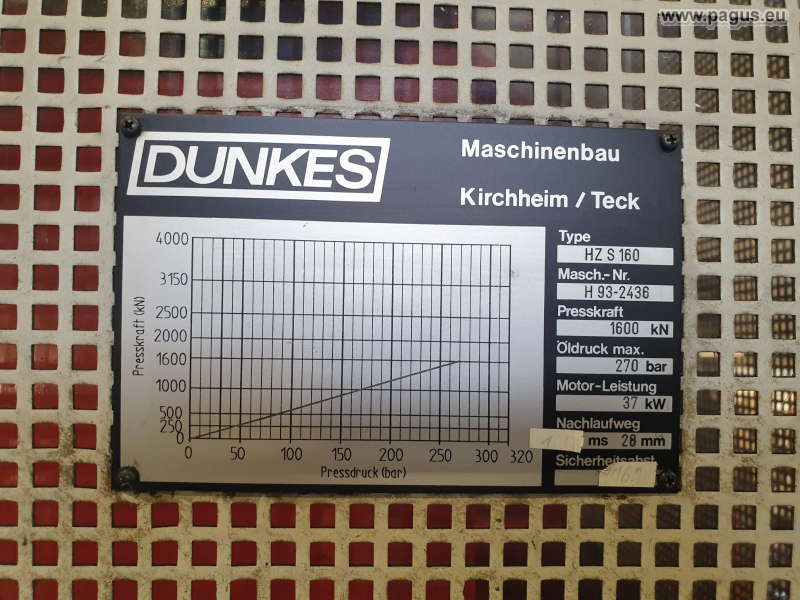 www.pagus.eu
DUNKES
Maschinenbau
Kirchheim / Teck
Type
HZ S 160
Masch.-Nr.
H 93-2436
Presskraft
1600 kN
Öldruck max.
270 bar
Motor-Leistung
37 kW
Nachlaufweg
ms 28 mm
Sicherheitsabst.
Presskraft (kN)
4000
3150
2500
2000
1600
1000
500
250
0
0 50 100 150 200 250 300 320
Pressdruck (bar)